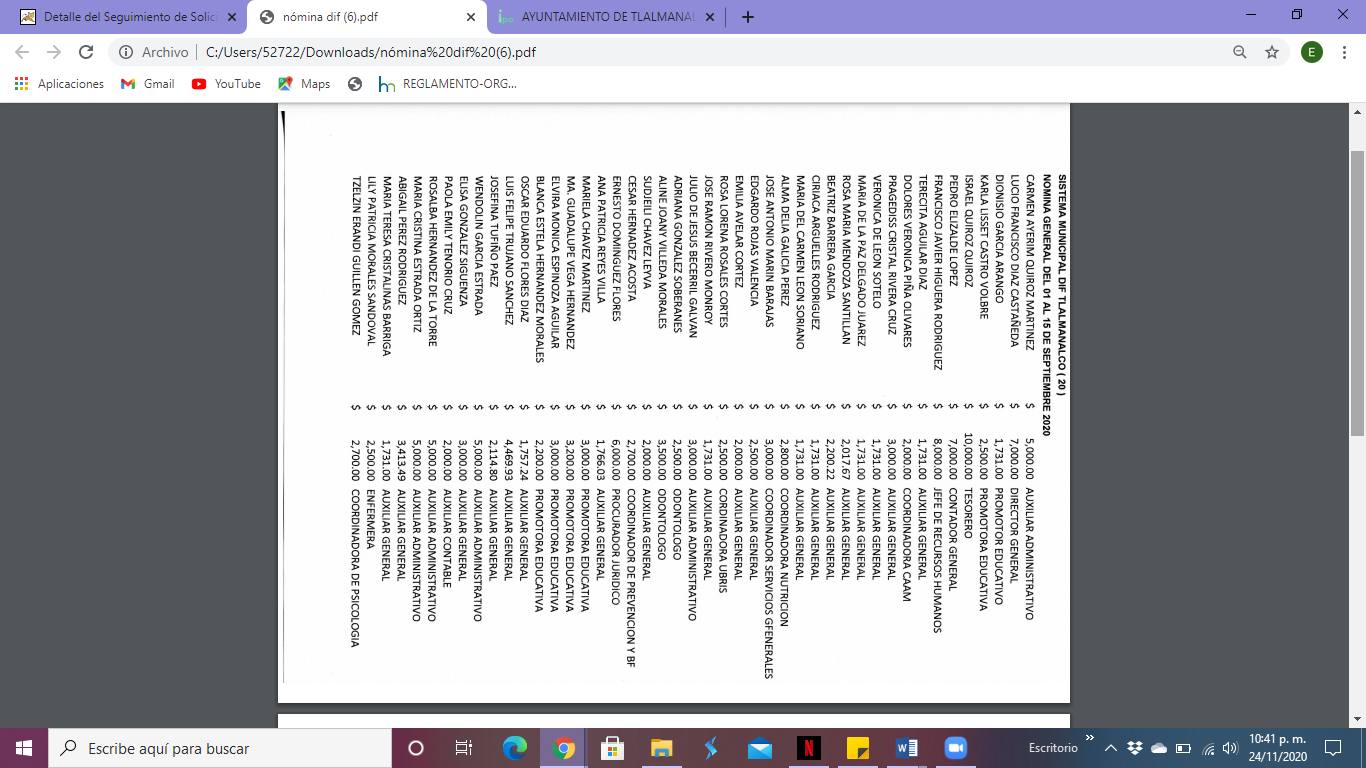 Detalle del Seguimiento de Solici
nómina dif (6).pdf
AYUNTAMIENTO DE TLALMANAL
Archivo
C:/Users/52722/Downloads/nómina%20dif%20(6).pdf
E
Aplicaciones
Gmail
YouTube
Maps
REGLAMENTO-ORG...
SISTEMA MUNICIPAL DIF TLALMANALCO ( 20 )
NOMINA GENERAL DEL 01 AL 15 DE SEPTIEMBRE 2020
CARMEN AYERIM QUIROZ MARTINEZ $ 5,000.00 AUXILIAR ADMINISTRATIVO
LUCIO FRANCISCO DIAZ CASTAÑEDA $ 7,000.00 DIRECTOR GENERAL
DIONISIO GARCIA ARANGO $ 1,731.00 PROMOTOR EDUCATIVO
KARLA LISSET CASTRO VOLBRE $ 2,500.00 PROMOTORA EDUCATIVA
ISRAEL QUIROZ QUIROZ $ 10,000.00 TESORERO
PEDRO ELIZALDE LOPEZ $ 7,000.00 CONTADOR GENERAL
FRANCISCO JAVIER HIGUERA RODRIGUEZ $ 8,000.00 JEFE DE RECURSOS HUMANOS
TERECITA AGUILAR DIAZ $ 1,731.00 AUXILIAR GENERAL
DOLORES VERONICA PIÑA OLIVARES $ 2,000.00 COORDINADORA CAAM
PRAGEDISS CRISTAL RIVERA CRUZ $ 3,000.00 AUXILIAR GENERAL
VERONICA DE LEON SOTELO $ 1,731.00 AUXILIAR GENERAL
MARIA DE LA PAZ DELGADO JUAREZ $ 1,731.00 AUXILIAR GENERAL
ROSA MARIA MENDOZA SANTILLAN $ 2,017.67 AUXILIAR GENERAL
BEATRIZ BARRERA GARCIA $ 2,200.22 AUXILIAR GENERAL
CIRIACA ARGUELLES RODRIGUEZ $ 1,731.00 AUXILIAR GENERAL
MARIA DEL CARMEN LEON SORIANO $ 1,731.00 AUXILIAR GENERAL
ALMA DELIA GALICIA PEREZ $ 2,800.00 COORDINADORA NUTRICION
JOSE ANTONIO MARIN BARAJAS $ 3,000.00 COORDINADOR SERVICIOS GFENERALES
EDGARDO ROJAS VALENCIA $ 2,500.00 AUXILIAR GENERAL
EMILIA AVELAR CORTEZ $ 2,000.00 AUXILIAR GENERAL
ROSA LORENA ROSALES CORTES $ 2,500.00 CORDINADORA UBRIS
JOSE RAMON RIVERO MONROY $ 1,731.00 AUXILIAR GENERAL
JULIO DE JESUS BECERRIL GALVAN $ 3,000.00 AUXILIAR ADMINISTRATIVO
ADRIANA GONZALEZ SOBERANES $ 2,500.00 ODONTOLOGO
ALINE JOANY VILLEDA MORALES $ 3,500.00 ODONTOLOGO
SUDJEILI CHAVEZ LEYVA $ 2,000.00 AUXILIAR GENERAL
CESAR HERNADEZ ACOSTA $ 2,700.00 COORDINADOR DE PREVENCION Y BF
ERNESTO DOMINGUEZ FLORES $ 6,000.00 PROCURADOR JURIDICO
ANA PATRICIA REYES VILLA $ 1,766.03 AUXILIAR GENERAL
MARIELA CHAVEZ MARTINEZ $ 3,000.00 PROMOTORA EDUCATIVA
MA. GUADALUPE VEGA HERNANDEZ $ 3,200.00 PROMOTORA EDUCATIVA
ELVIRA MONICA ESPINOZA AGUILAR $ 3,000.00 PROMOTORA EDUCATIVA
BLANCA ESTELA HERNANDEZ MORALES $ 2,200.00 PROMOTORA EDUCATIVA
OSCAR EDUARDO FLORES DIAZ $ 1,757.24 AUXILIAR GENERAL
LUIS FELIPE TRUJANO SANCHEZ $ 4,469.93 AUXILIAR GENERAL
JOSEFINA TUFIÑO PAEZ $ 2,114.80 AUXILIAR GENERAL
WENDOLIN GARCIA ESTRADA $ 5,000.00 AUXILIAR ADMINISTRATIVO
ELISA GONZALEZ SIGUENZA $ 3,000.00 AUXILIAR GENERAL
PAOLA EMILY TENORIO CRUZ $ 2,000.00 AUXILIAR CONTABLE
ROSALBA HERNANDEZ DE LA TORRE $ 5,000.00 AUXILIAR ADMINISTRATIVO
MARIA CRISTINA ESTRADA ORTIZ $ 5,000.00 AUXILIAR ADMINISTRATIVO
ABIGAIL PEREZ RODRIGUEZ $ 3,413.49 AUXILIAR GENERAL
MARIA TERESA CRISTALINAS BARRIGA $ 1,731.00 AUXILIAR GENERAL
LILY PATRICIA MORALES SANDOVAL $ 2,500.00 ENFERMERA
TZELZIN ERANDI GUILLEN GOMEZ $ 2,700.00 COORDINADORA DE PSICOLOGIA
Escribe aquí para buscar
Escritorio
10:41 p. m.
24/11/2020